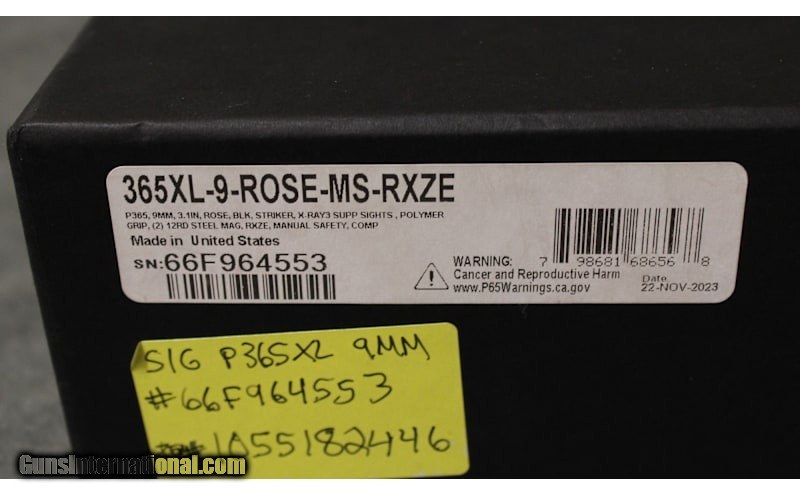 365XL-9-ROSE-MS-RXZE
P365, 9MM, 3.1IN, ROSE, BLK, STRIKER, X-RAY3 SUPP SIGHTS , POLYMER
GRIP, (2) 12RD STEEL MAG, RXZE, MANUAL SAFETY, COMP
Made in United States
SN:66F964553
WARNING:
Cancer and Reproductive Harm
www.P65Warnings.ca.gov
7 98681 68656 8
Date
22-NOV-2023
SIG P365XL 9MM
#66F964553
#1055182446
GunsInternational.com